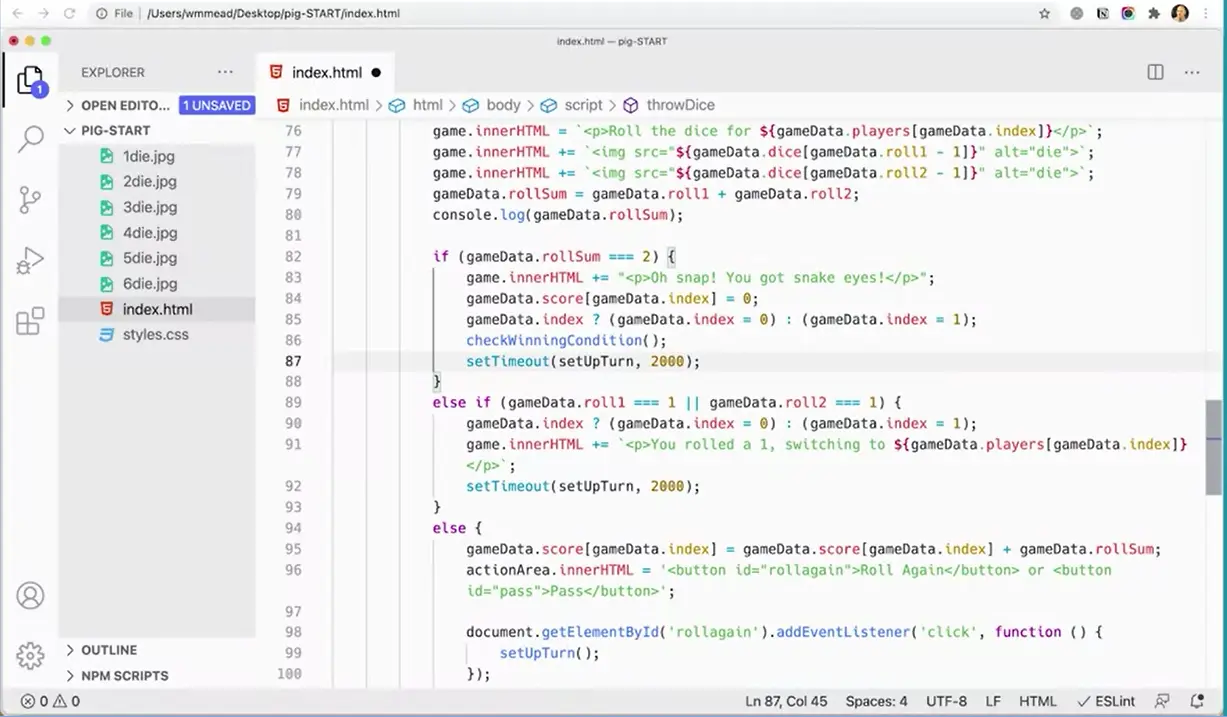 File
/Users/wmmead/Desktop/pig-START/index.html
index.html — pig-START
1
EXPLORER
index.html
OPEN EDITO...
1 UNSAVED
index.html > html > body > script > throwDice
PIG-START
1die.jpg
2die.jpg
3die.jpg
4die.jpg
5die.jpg
6die.jpg
index.html
styles.css
OUTLINE
NPM SCRIPTS
76 game.innerHTML = `<p>Roll the dice for ${gameData.players[gameData.index]}</p>`;
77 game.innerHTML += `<img src="${gameData.dice[gameData.roll1 - 1]}" alt="die">`;
78 game.innerHTML += `<img src="${gameData.dice[gameData.roll2 - 1]}" alt="die">`;
79 gameData.rollSum = gameData.roll1 + gameData.roll2;
80 console.log(gameData.rollSum);
81
82 if (gameData.rollSum === 2) {
83 game.innerHTML += "<p>Oh snap! You got snake eyes!</p>";
84 gameData.score[gameData.index] = 0;
85 gameData.index ? (gameData.index = 0) : (gameData.index = 1);
86 checkWinningCondition();
87 setTimeout(setUpTurn, 2000);
88 }
89 else if (gameData.roll1 === 1 || gameData.roll2 === 1) {
90 gameData.index ? (gameData.index = 0) : (gameData.index = 1);
91 game.innerHTML += `<p>You rolled a 1, switching to ${gameData.players[gameData.index]}
</p>`;
92 setTimeout(setUpTurn, 2000);
93 }
94 else {
95 gameData.score[gameData.index] = gameData.score[gameData.index] + gameData.rollSum;
96 actionArea.innerHTML = '<button id="rollagain">Roll Again</button> or <button
id="pass">Pass</button>';
97
98 document.getElementById('rollagain').addEventListener('click', function () {
99 setUpTurn();
100 });
0 0
Ln 87, Col 45
Spaces: 4
UTF-8
LF
HTML
ESLint